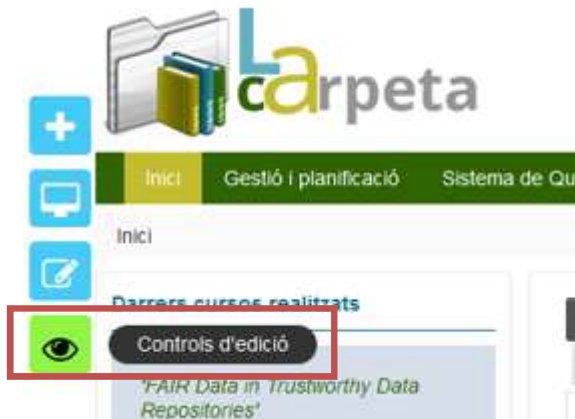 La carpeta
Inici Gestió i planificació Sistema de Qu
Inici
Darrers cursos realitzats
Controls d'edició
"FAIR Data in Trustworthy Data
Repositories"